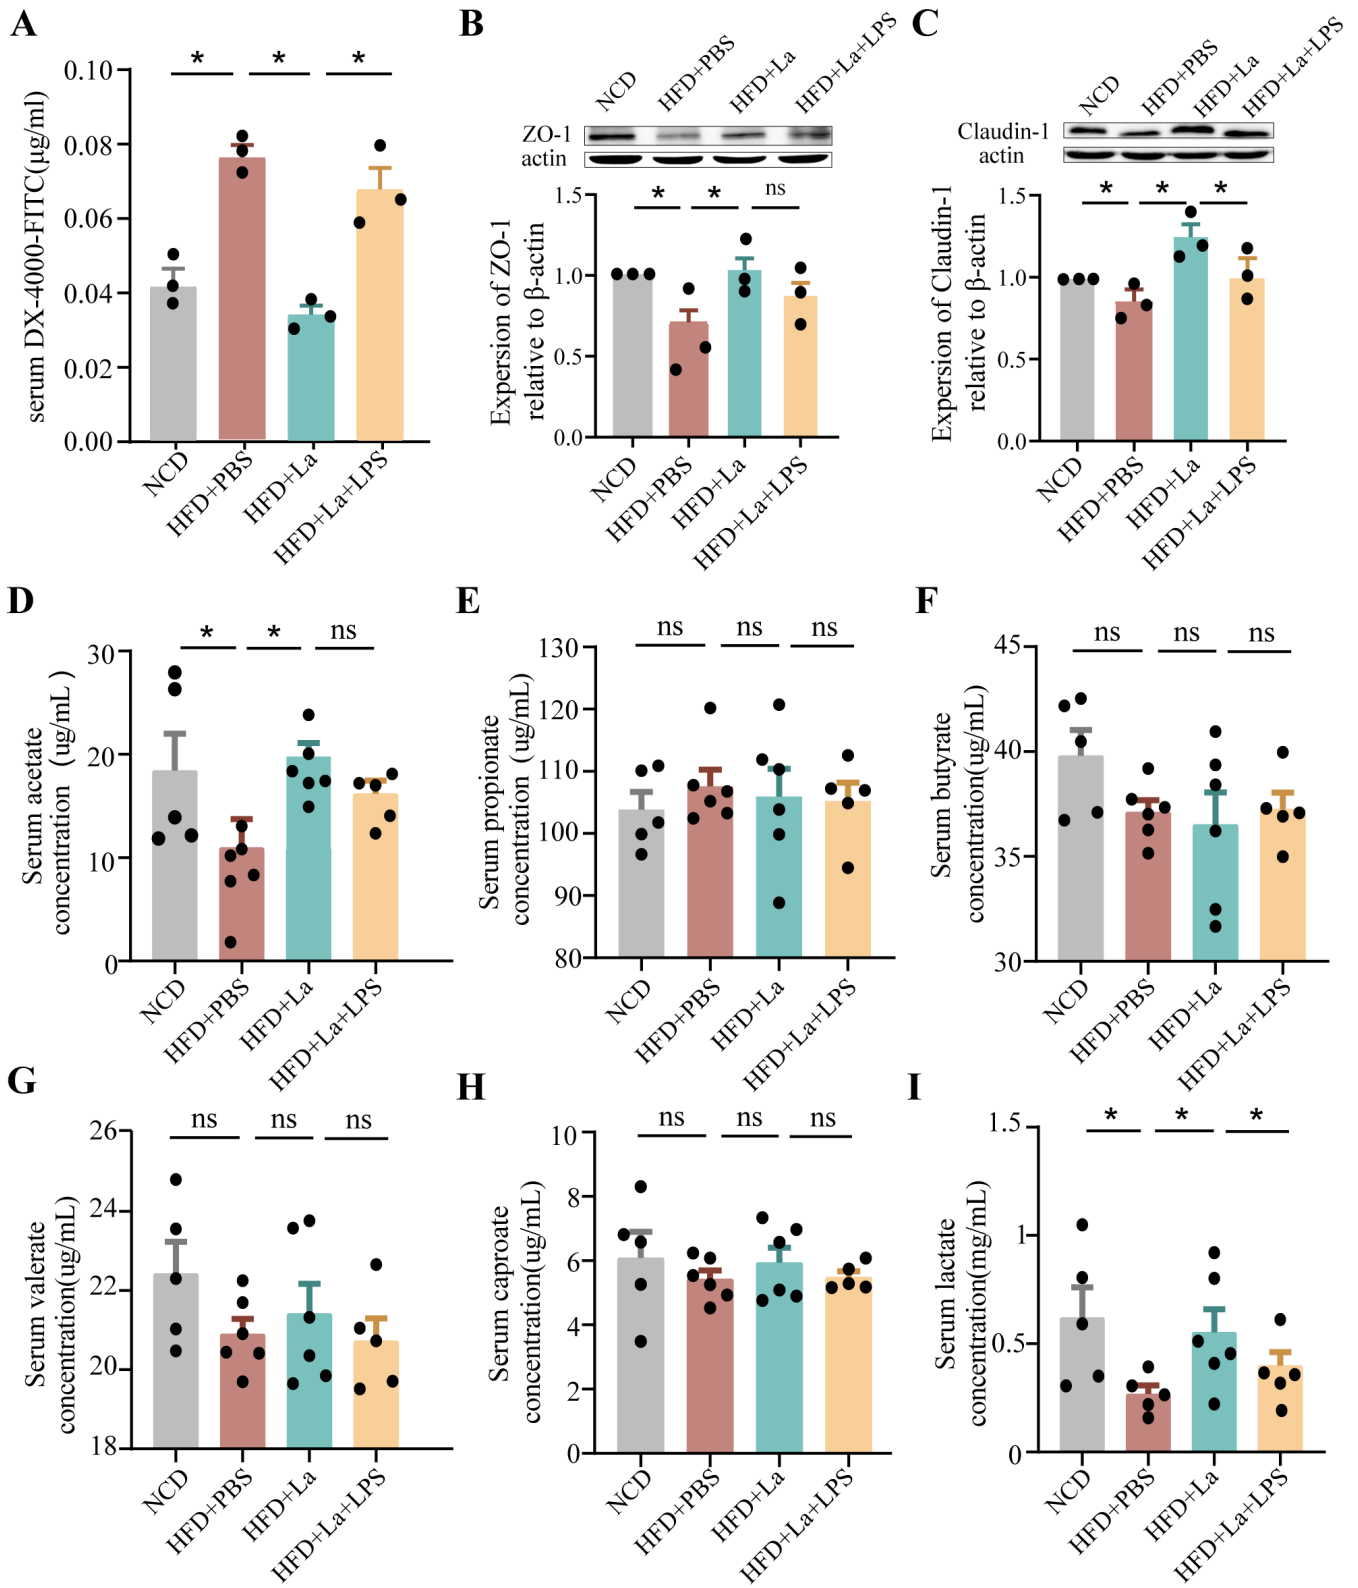 A
* * *
serum DX-4000-FITC(μg/ml)
0.10
0.08
0.06
0.04
0.02
0.00
NCD
HFD+PBS
HFD+La
HFD+La+LPS
B
NCD
HFD+PBS
HFD+La
HFD+La+LPS
ZO-1
actin
* * ns
Expersion of ZO-1
relative to β-actin
1.5
1.0
0.5
0.0
NCD
HFD+PBS
HFD+La
HFD+La+LPS
C
NCD
HFD+PBS
HFD+La
HFD+La+LPS
Claudin-1
actin
* * *
Expersion of Claudin-1
relative to β-actin
1.5
1.0
0.5
0.0
NCD
HFD+PBS
HFD+La
HFD+La+LPS
D
* * ns
Serum acetate
concentration (ug/mL )
30
20
10
0
NCD
HFD+PBS
HFD+La
HFD+La+LPS
E
ns ns ns
Serum propionate
concentration (ug/mL)
130
120
110
100
90
80
NCD
HFD+PBS
HFD+La
HFD+La+LPS
F
ns ns ns
Serum butyrate
concentration(ug/mL)
45
40
35
30
NCD
HFD+PBS
HFD+La
HFD+La+LPS
G
ns ns ns
Serum valerate
concentration(ug/mL)
26
24
22
20
18
NCD
HFD+PBS
HFD+La
HFD+La+LPS
H
ns ns ns
Serum caproate
concentration(ug/mL)
10
8
6
4
2
0
NCD
HFD+PBS
HFD+La
HFD+La+LPS
I
* * *
Serum lactate
concentration(mg/mL)
1.5
1
0.5
0
NCD
HFD+PBS
HFD+La
HFD+La+LPS